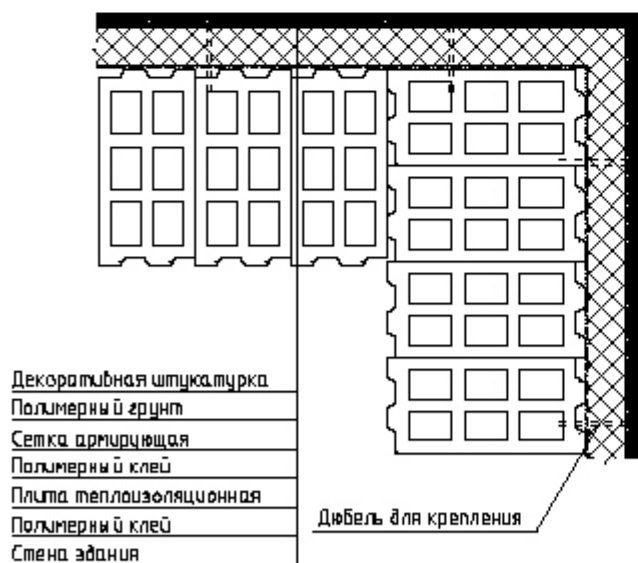 Декоративная штукатурка
Полимерный грунт
Сетка армирующая
Полимерный клей
Плита теплоизоляционная
Полимерный клей
Стена здания
Дюбель для крепления